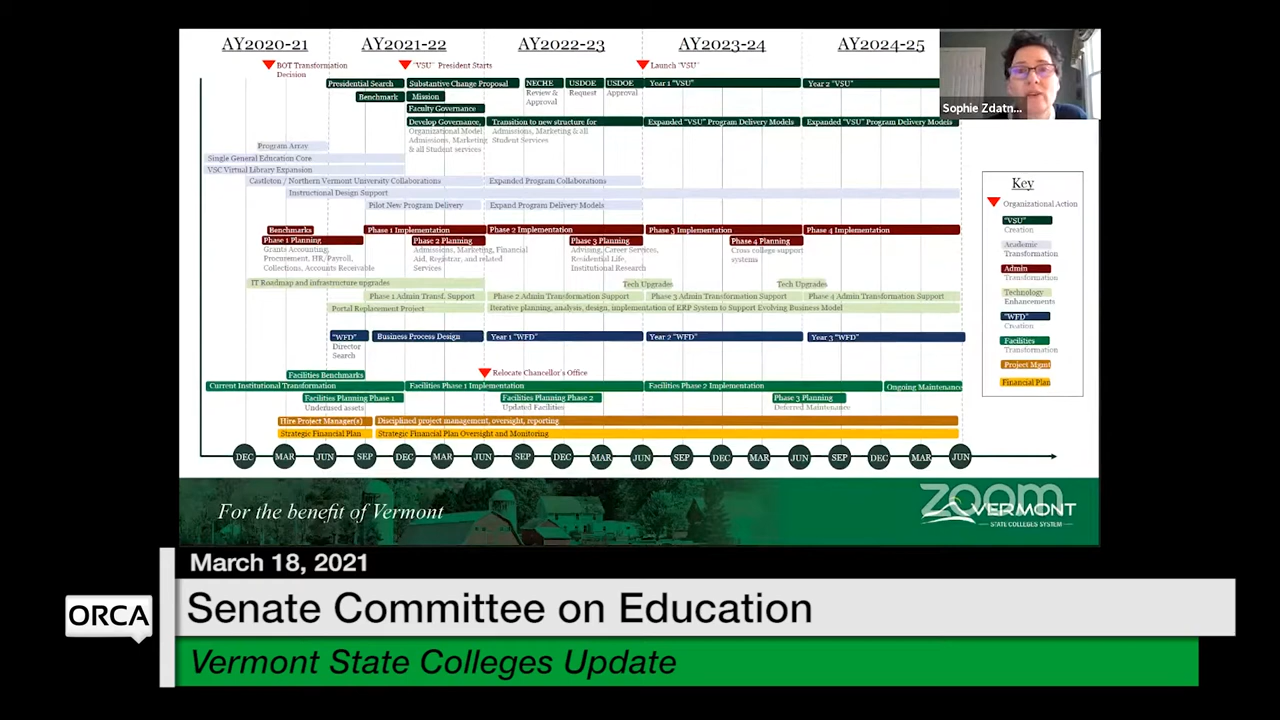 AY2020-21 AY2021-22 AY2022-23 AY2023-24 AY2024-25
BOT Transformation
Decision
"VSU" President Starts
Launch "VSU"
Presidential Search
Substantive Change Proposal
NECHE
Review &
Approval
USDOE
Request
USDOE
Approval
Year 1 "VSU"
Year 2 "VSU"
Benchmark
Mission
Faculty Governance
Develop Governance,
Organizational Model
Admissions, Marketing
& all Student services
Transition to new structure for
Admissions, Marketing & all
Student Services
Expanded "VSU" Program Delivery Models
Expanded "VSU" Program Delivery Models
Program Array
Single General Education Core
VSC Virtual Library Expansion
Castleton / Northern Vermont University Collaborations
Expanded Program Collaborations
Instructional Design Support
Pilot New Program Delivery
Expand Program Delivery Models
Benchmarks
Phase 1 Planning
Grants Accounting,
Procurement, HR/Payroll,
Collections, Accounts Receivable
Phase 1 Implementation
Phase 2 Planning
Admissions, Marketing, Financial
Aid, Registrar, and related
Services
Phase 2 Implementation
Phase 3 Planning
Advising, Career Services,
Residential Life,
Institutional Research
Phase 3 Implementation
Phase 4 Planning
Cross college support
systems
Phase 4 Implementation
IT Roadmap and infrastructure upgrades
Tech Upgrades
Tech Upgrades
Phase 1 Admin Transf. Support
Phase 2 Admin Transformation Support
Phase 3 Admin Transformation Support
Phase 4 Admin Transformation Support
Portal Replacement Project
Iterative planning, analysis, design, implementation of ERP System to Support Evolving Business Model
"WFD"
Director
Search
Business Process Design
Year 1 "WFD"
Year 2 "WFD"
Year 3 "WFD"
Relocate Chancellor's Office
Facilities Benchmarks
Current Institutional Transformation
Facilities Phase 1 Implementation
Facilities Phase 2 Implementation
Ongoing Maintenance
Facilities Planning Phase 1
Underused assets
Facilities Planning Phase 2
Updated Facilities
Phase 3 Planning
Deferred Maintenance
Hire Project Manager(s)
Disciplined project management, oversight, reporting
Strategic Financial Plan
Strategic Financial Plan Oversight and Monitoring
DEC MAR JUN SEP DEC MAR JUN SEP DEC MAR JUN SEP DEC MAR JUN SEP DEC MAR JUN
Sophie Zdatn...
Key
Organizational Action
"VSU"
Creation
Academic
Transformation
Admin
Transformation
Technology
Enhancements
"WFD"
Creation
Facilities
Transformation
Project Mgmt
Financial Plan
For the benefit of Vermont
zoom
VERMONT
STATE COLLEGES SYSTEM
March 18, 2021
ORCA
Senate Committee on Education
Vermont State Colleges Update